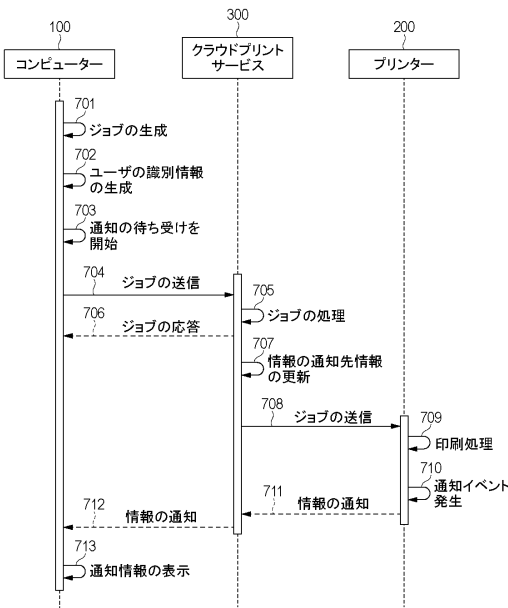 100
300
200
コンピューター
クラウドプリント
サービス
プリンター
701
ジョブの生成
702
ユーザの識別情報
の生成
703
通知の待ち受けを
開始
704
ジョブの送信
705
ジョブの処理
706
ジョブの応答
707
情報の通知先情報
の更新
708
ジョブの送信
709
印刷処理
710
通知イベント
発生
711
情報の通知
712
情報の通知
713
通知情報の表示